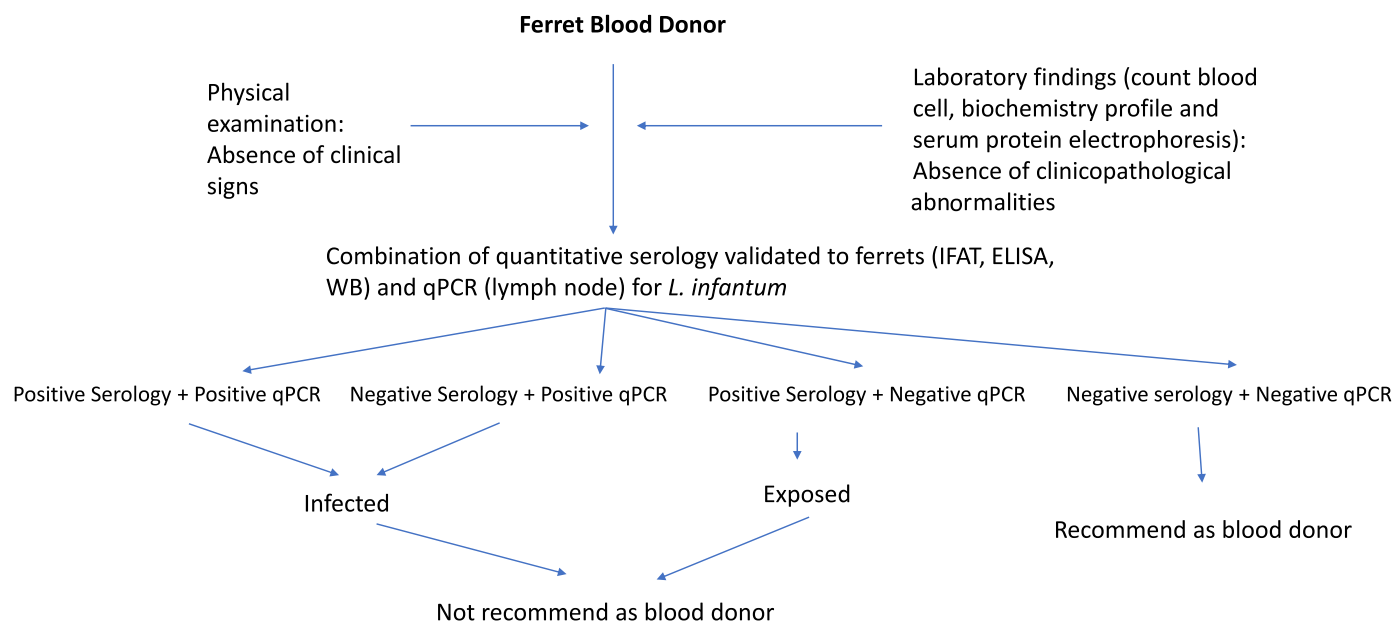 Ferret Blood Donor
Physical
examination:
Absence of clinical
signs
Laboratory findings (count blood
cell, biochemistry profile and
serum protein electrophoresis):
Absence of clinicopathological
abnormalities
Combination of quantitative serology validated to ferrets (IFAT, ELISA,
WB) and qPCR (lymph node) for L. infantum
Positive Serology + Positive qPCR
Negative Serology + Positive qPCR
Positive Serology + Negative qPCR
Negative serology + Negative qPCR
Infected
Exposed
Recommend as blood donor
Not recommend as blood donor